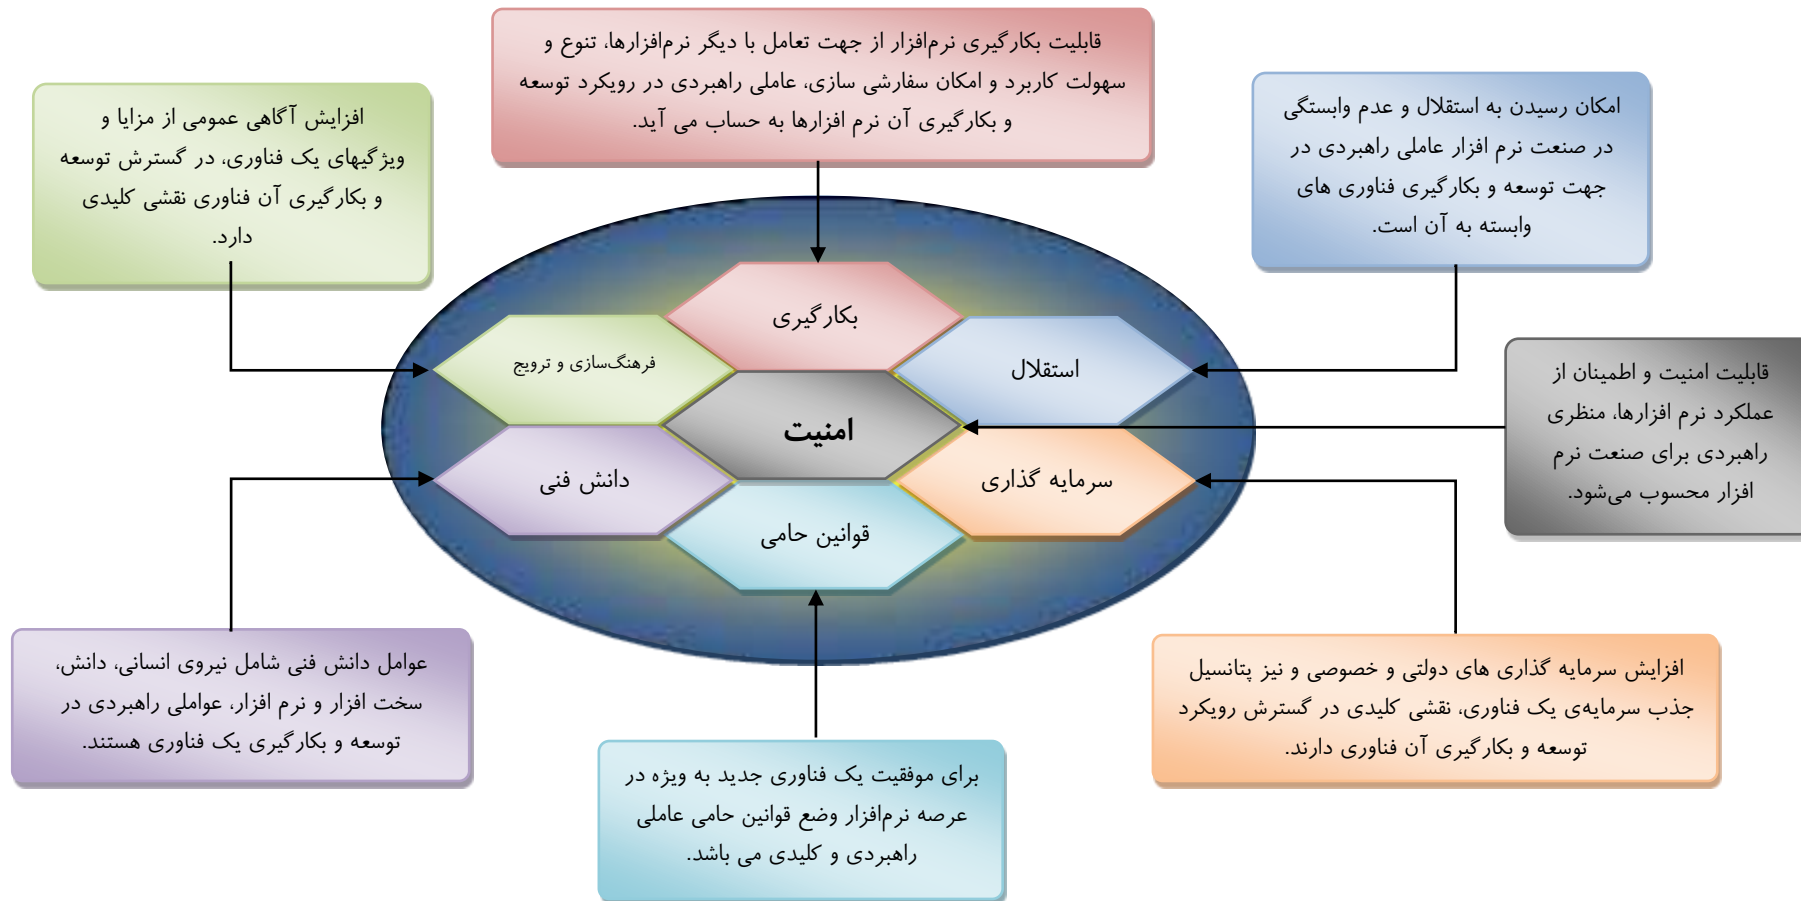 قابلیت بکارگیری نرم‌افزار از جهت تعامل با دیگر نرم‌افزارها، تنوع و
سهولت کاربرد و امکان سفارشی سازی، عاملی راهبردی در رویکرد توسعه
و بکارگیری آن نرم افزارها به حساب می آید.
امکان رسیدن به استقلال و عدم وابستگی
در صنعت نرم افزار عاملی راهبردی در
جهت توسعه و بکارگیری فناوری های
وابسته به آن است.
افزایش آگاهی عمومی از مزایا و
ویژگیهای یک فناوری، در گسترش توسعه
و بکارگیری آن فناوری نقشی کلیدی
دارد.
بکارگیری
استقلال
فرهنگ‌سازی و ترویج
امنیت
سرمایه گذاری
دانش فنی
قوانین حامی
قابلیت امنیت و اطمینان از
عملکرد نرم افزارها، منظری
راهبردی برای صنعت نرم
افزار محسوب می‌شود.
افزایش سرمایه گذاری های دولتی و خصوصی و نیز پتانسیل
جذب سرمایه‌ی یک فناوری، نقشی کلیدی در گسترش رویکرد
توسعه و بکارگیری آن فناوری دارند.
عوامل دانش فنی شامل نیروی انسانی، دانش،
سخت افزار و نرم افزار، عواملی راهبردی در
توسعه و بکارگیری یک فناوری هستند.
برای موفقیت یک فناوری جدید به ویژه در
عرصه نرم‌افزار وضع قوانین حامی عاملی
راهبردی و کلیدی می باشد.